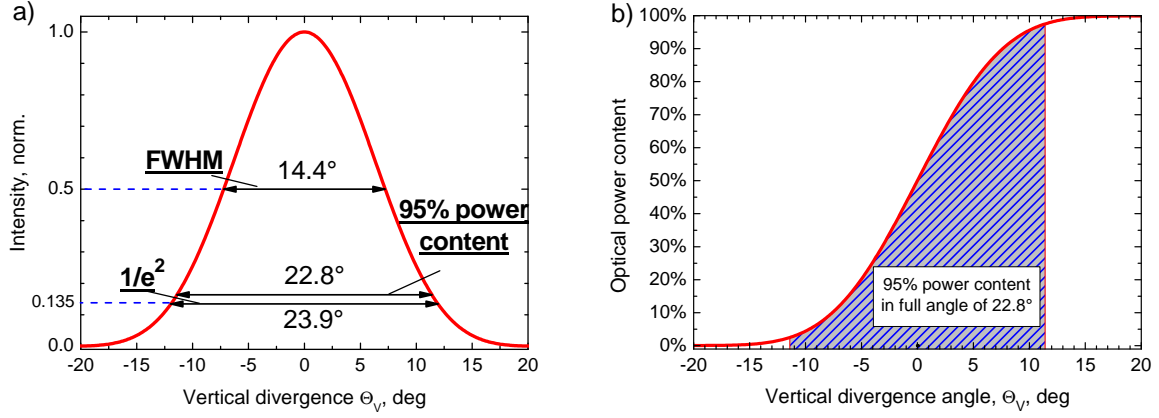 a)
Intensity, norm.
1.0
0.5
0.135
0.0
FWHM
14.4°
95% power
content
1/e²
22.8°
23.9°
-20 -15 -10 -5 0 5 10 15 20
Vertical divergence Θ_V, deg
b)
Optical power content
100%
90%
80%
70%
60%
50%
40%
30%
20%
10%
0%
95% power content
in full angle of 22.8°
-20 -15 -10 -5 0 5 10 15 20
Vertical divergence angle, Θ_V, deg